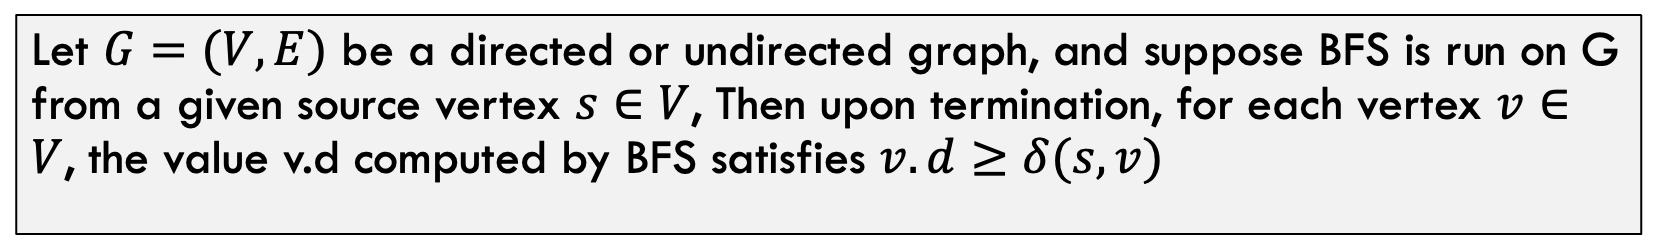 Let G = (V, E) be a directed or undirected graph, and suppose BFS is run on G
from a given source vertex s ∈ V, Then upon termination, for each vertex v ∈
V, the value v.d computed by BFS satisfies v. d ≥ δ(s, v)